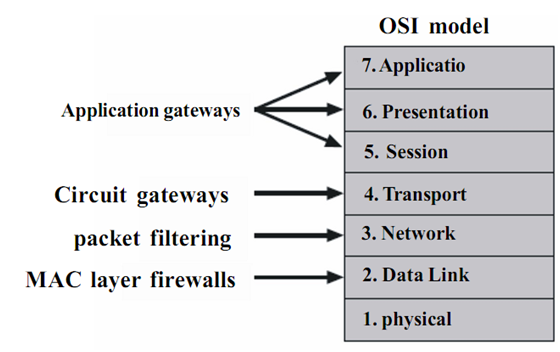 OSI model
7. Applicatio
Application gateways
6. Presentation
5. Session
Circuit gateways
4. Transport
packet filtering
3. Network
MAC layer firewalls
2. Data Link
1. physical